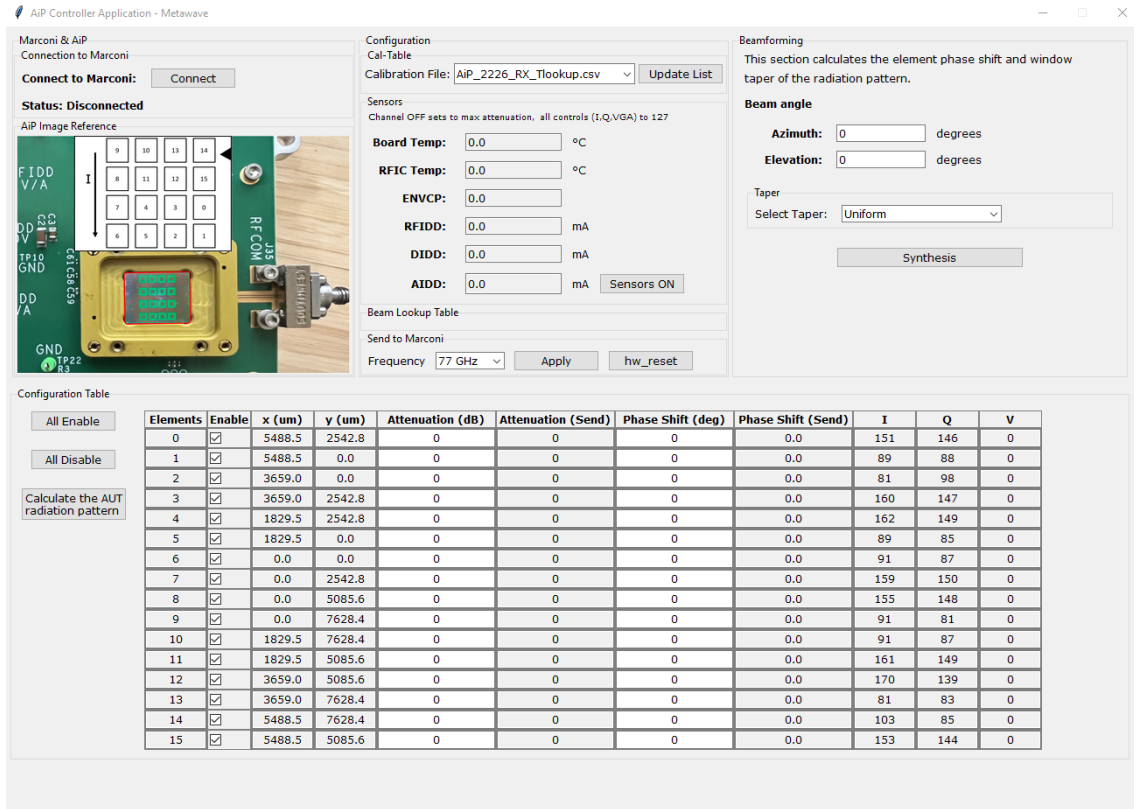 AiP Controller Application - Metawave
Marconi & AiP
Connection to Marconi
Connect to Marconi: Connect
Status: Disconnected
AiP Image Reference
9 10 13 14
8 11 12 15
7 4 3 0
6 5 2 1
I
FIDD
V/A
TP10
GND
C61
C58
C59
RFCOM
J35
SOUTHWEST
GND
TP22
R3
Configuration
Cal-Table
Calibration File: AiP_2226_RX_Tlookup.csv Update List
Sensors
Channel OFF sets to max attenuation, all controls (I,Q,VGA) to 127
Board Temp: 0.0 ºC
RFIC Temp: 0.0 ºC
ENVCP: 0.0
RFIDD: 0.0 mA
DIDD: 0.0 mA
AIDD: 0.0 mA Sensors ON
Beam Lookup Table
Send to Marconi
Frequency 77 GHz Apply hw_reset
Beamforming
This section calculates the element phase shift and window
taper of the radiation pattern.
Beam angle
Azimuth: 0 degrees
Elevation: 0 degrees
Taper
Select Taper: Uniform
Synthesis
Configuration Table
All Enable
All Disable
Calculate the AUT
radiation pattern
Elements Enable x (um) y (um) Attenuation (dB) Attenuation (Send) Phase Shift (deg) Phase Shift (Send) I Q V
0 5488.5 2542.8 0 0 0 0.0 151 146 0
1 5488.5 0.0 0 0 0 0.0 89 88 0
2 3659.0 0.0 0 0 0 0.0 81 98 0
3 3659.0 2542.8 0 0 0 0.0 160 147 0
4 1829.5 2542.8 0 0 0 0.0 162 149 0
5 1829.5 0.0 0 0 0 0.0 89 85 0
6 0.0 0.0 0 0 0 0.0 91 87 0
7 0.0 2542.8 0 0 0 0.0 159 150 0
8 0.0 5085.6 0 0 0 0.0 155 148 0
9 0.0 7628.4 0 0 0 0.0 91 81 0
10 1829.5 7628.4 0 0 0 0.0 91 87 0
11 1829.5 5085.6 0 0 0 0.0 161 149 0
12 3659.0 5085.6 0 0 0 0.0 170 139 0
13 3659.0 7628.4 0 0 0 0.0 81 83 0
14 5488.5 7628.4 0 0 0 0.0 103 85 0
15 5488.5 5085.6 0 0 0 0.0 153 144 0